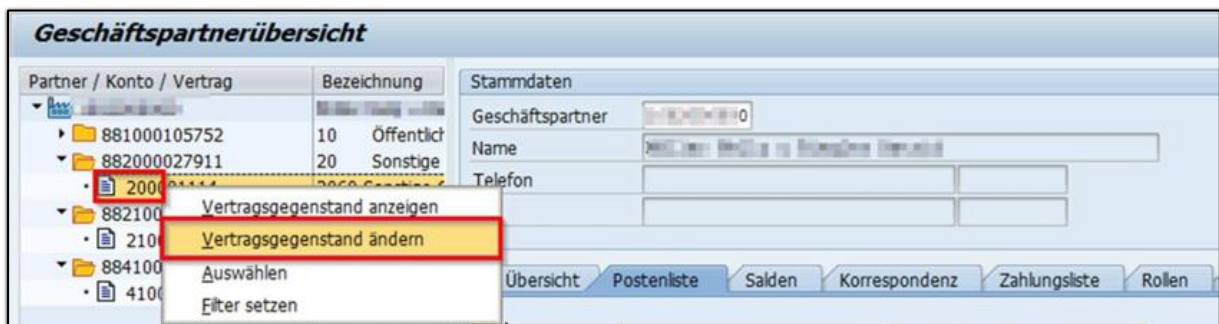 Geschäftspartnerübersicht
Partner / Konto / Vertrag
Bezeichnung
881000105752
10 Öffentlich
882000027911
20 Sonstige
Vertragsgegenstand anzeigen
Vertragsgegenstand ändern
Auswählen
Filter setzen
Stammdaten
Geschäftspartner
Name
Telefon
Übersicht
Postenliste
Salden
Korrespondenz
Zahlungsliste
Rollen